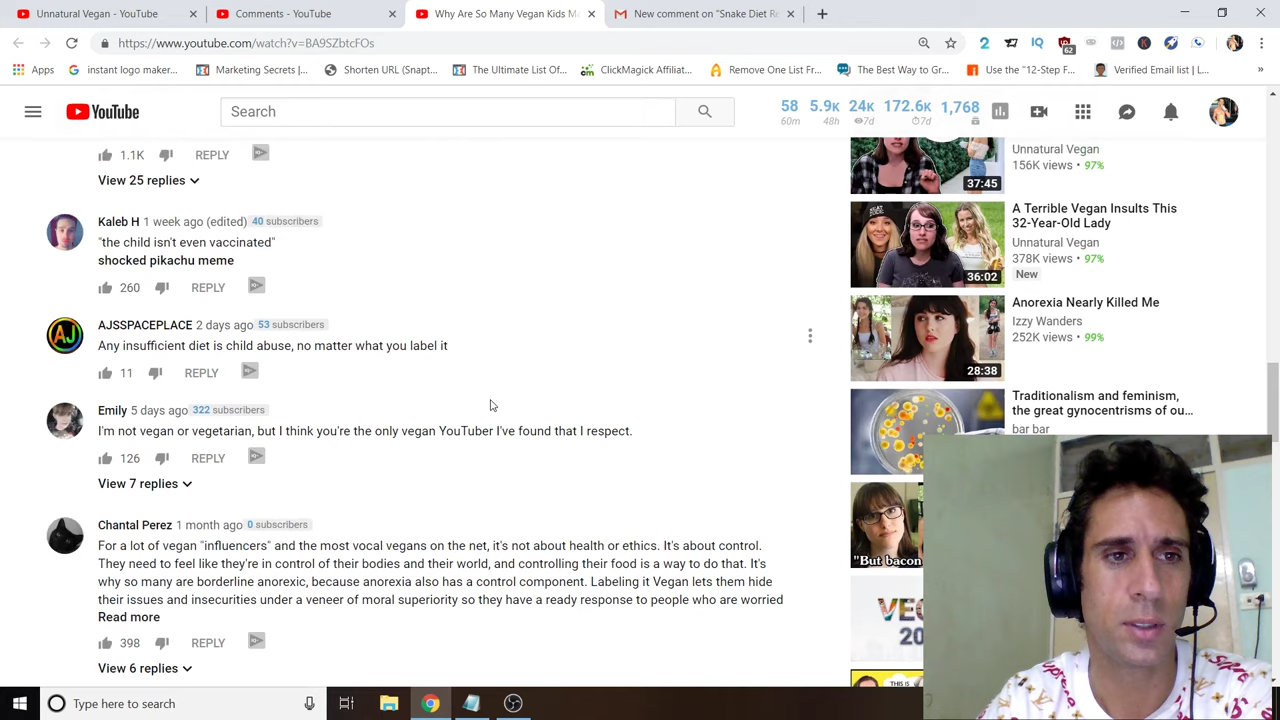 Unnatural Vegan - YouTube
Comments - YouTube
Why Are So Many Vegan Kids M
New comment on "Snake Diet R
https://www.youtube.com/watch?v=BA9SZbtcFOs
62
Apps
instant logo maker...
Marketing Secrets |...
Shorten URL (Snapt...
The Ultimate List Of...
ClickMagick Affiliat...
Remove One List Fr...
The Best Way to Gr...
Use the "12-Step F...
Verified Email list | L...
YouTube
Search
58
60m
5.9K
48h
24K
7d
172.6K
7d
1,768
1.1K
REPLY
View 25 replies
Kaleb H 1 week ago (edited) 40 subscribers
"the child isn't even vaccinated"
shocked pikachu meme
260
REPLY
AJ
AJSSPACEPLACE 2 days ago 53 subscribers
Any insufficient diet is child abuse, no matter what you label it
11
REPLY
Emily 5 days ago 322 subscribers
I'm not vegan or vegetarian, but I think you're the only vegan YouTuber I've found that I respect.
126
REPLY
View 7 replies
Chantal Perez 1 month ago 0 subscribers
For a lot of vegan "influencers" and the most vocal vegans on the net, it's not about health or ethics. It's about control.
They need to feel like they're in control of their bodies and their world, and controlling their food is a way to do that. It's
why so many are borderline anorexic, because anorexia also has a control component. Labeling it Vegan lets them hide
their issues and insecurities under a veneer of moral superiority so they have a ready response to people who are worried
Read more
398
REPLY
View 6 replies
37:45
Unnatural Vegan
156K views • 97%
36:02
A Terrible Vegan Insults This
32-Year-Old Lady
Unnatural Vegan
378K views • 97%
New
28:38
Anorexia Nearly Killed Me
Izzy Wanders
252K views • 99%
Traditionalism and feminism,
the great gynocentrisms of ou...
bar bar
"But bacon
20
THIS IS
Type here to search